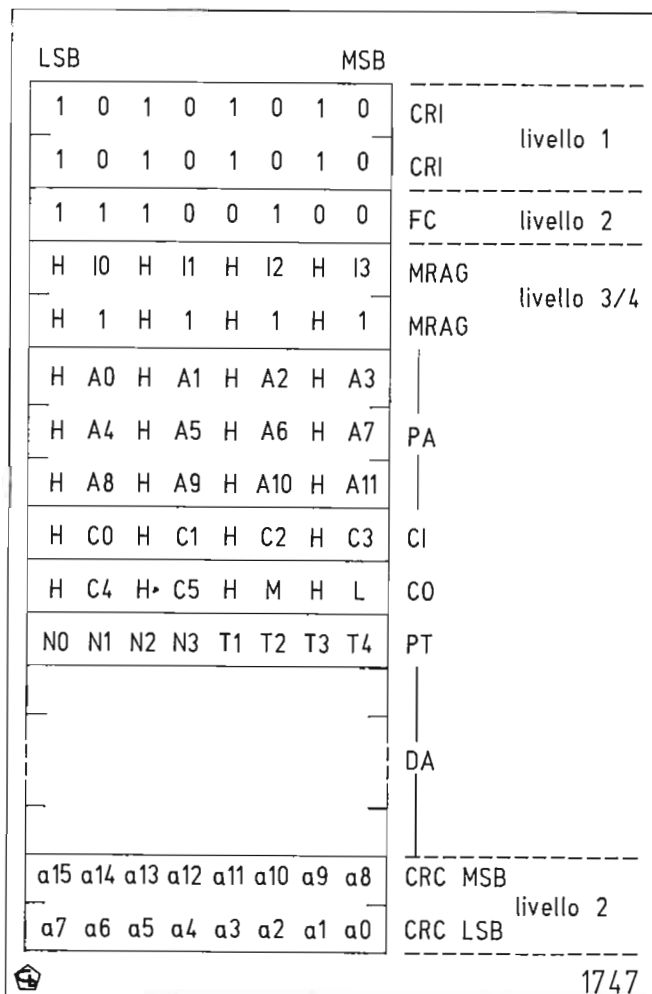 LSB MSB
1 0 1 0 1 0 1 0 CRI
livello 1
1 0 1 0 1 0 1 0 CRI
1 1 1 0 0 1 0 0 FC livello 2
H I0 H I1 H I2 H I3 MRAG
livello 3/4
H 1 H 1 H 1 H 1 MRAG
H A0 H A1 H A2 H A3
H A4 H A5 H A6 H A7 PA
H A8 H A9 H A10 H A11
H C0 H C1 H C2 H C3 CI
H C4 H C5 H M H L CO
N0 N1 N2 N3 T1 T2 T3 T4 PT
DA
a15 a14 a13 a12 a11 a10 a9 a8 CRC MSB
livello 2
a7 a6 a5 a4 a3 a2 a1 a0 CRC LSB
1747